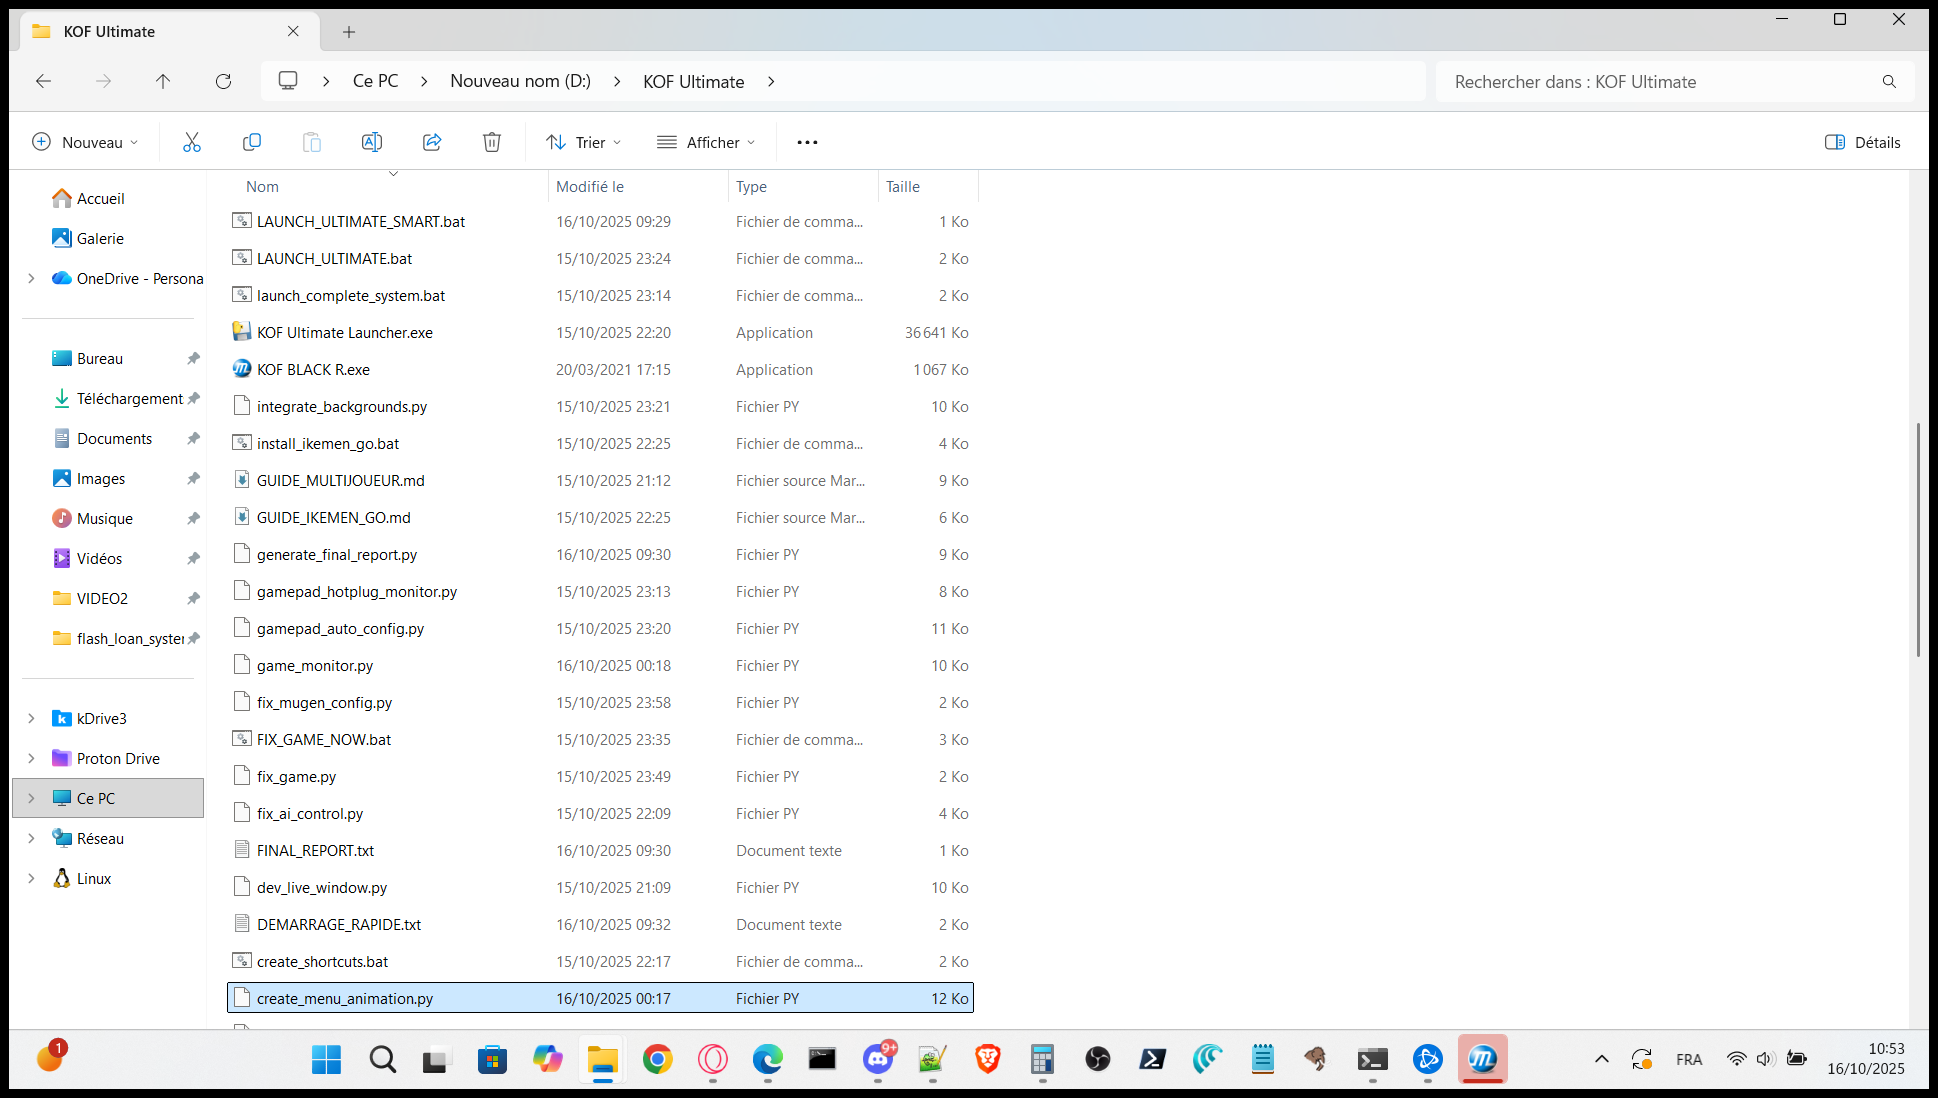 KOF Ultimate
Ce PC
Nouveau nom (D:)
KOF Ultimate
Rechercher dans : KOF Ultimate
Nouveau
Trier
Afficher
Détails
Accueil
Galerie
OneDrive - Persona
Bureau
Téléchargement
Documents
Images
Musique
Vidéos
VIDEO2
flash_loan_syster
kDrive3
Proton Drive
Ce PC
Réseau
Linux
Nom Modifié le Type Taille
LAUNCH_ULTIMATE_SMART.bat 16/10/2025 09:29 Fichier de comma... 1 Ko
LAUNCH_ULTIMATE.bat 15/10/2025 23:24 Fichier de comma... 2 Ko
launch_complete_system.bat 15/10/2025 23:14 Fichier de comma... 2 Ko
KOF Ultimate Launcher.exe 15/10/2025 22:20 Application 36 641 Ko
KOF BLACK R.exe 20/03/2021 17:15 Application 1 067 Ko
integrate_backgrounds.py 15/10/2025 23:21 Fichier PY 10 Ko
install_ikemen_go.bat 15/10/2025 22:25 Fichier de comma... 4 Ko
GUIDE_MULTIJOUEUR.md 15/10/2025 21:12 Fichier source Mar... 9 Ko
GUIDE_IKEMEN_GO.md 15/10/2025 22:25 Fichier source Mar... 6 Ko
generate_final_report.py 16/10/2025 09:30 Fichier PY 9 Ko
gamepad_hotplug_monitor.py 15/10/2025 23:13 Fichier PY 8 Ko
gamepad_auto_config.py 15/10/2025 23:20 Fichier PY 11 Ko
game_monitor.py 16/10/2025 00:18 Fichier PY 10 Ko
fix_mugen_config.py 15/10/2025 23:58 Fichier PY 2 Ko
FIX_GAME_NOW.bat 15/10/2025 23:35 Fichier de comma... 3 Ko
fix_game.py 15/10/2025 23:49 Fichier PY 2 Ko
fix_ai_control.py 15/10/2025 22:09 Fichier PY 4 Ko
FINAL_REPORT.txt 16/10/2025 09:30 Document texte 1 Ko
dev_live_window.py 15/10/2025 21:09 Fichier PY 10 Ko
DEMARRAGE_RAPIDE.txt 16/10/2025 09:32 Document texte 2 Ko
create_shortcuts.bat 15/10/2025 22:17 Fichier de comma... 2 Ko
create_menu_animation.py 16/10/2025 00:17 Fichier PY 12 Ko
1
9+
FRA
10:53
16/10/2025